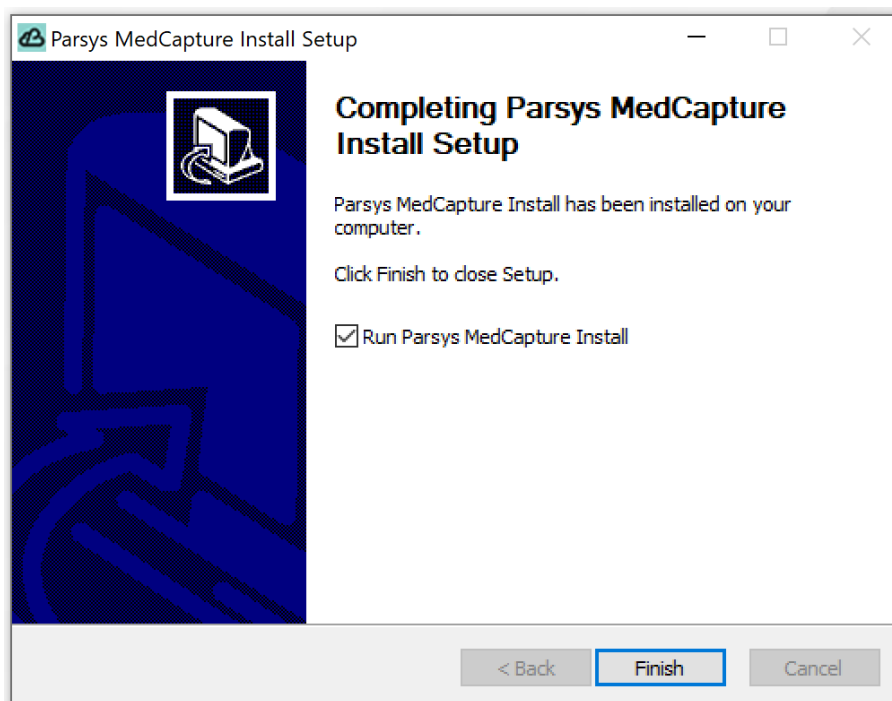 Parsys MedCapture Install Setup
Completing Parsys MedCapture
Install Setup
Parsys MedCapture Install has been installed on your
computer.
Click Finish to close Setup.
Run Parsys MedCapture Install
< Back Finish Cancel